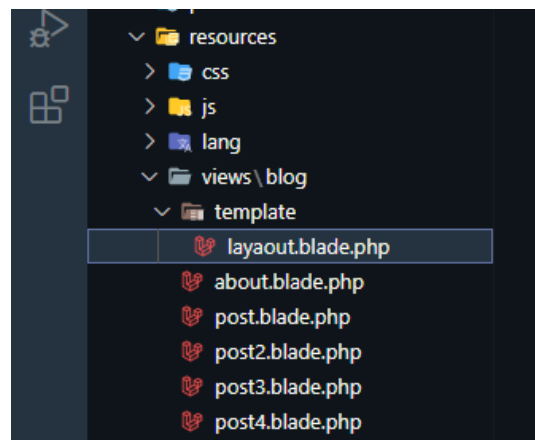 resources
css
js
lang
views\blog
template
layaout.blade.php
about.blade.php
post.blade.php
post2.blade.php
post3.blade.php
post4.blade.php